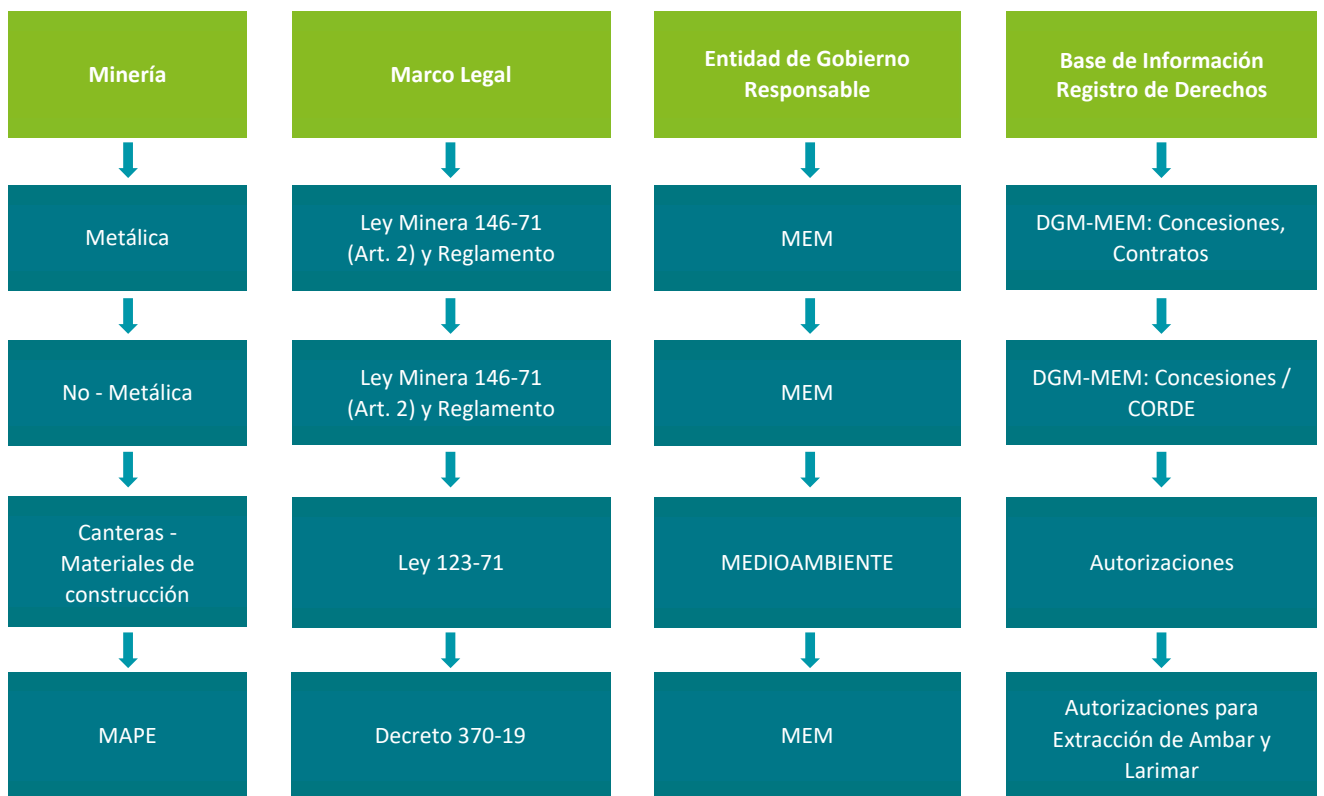 Minería
Marco Legal
Entidad de Gobierno
Responsable
Base de Información
Registro de Derechos
Metálica
Ley Minera 146-71
(Art. 2) y Reglamento
MEM
DGM-MEM: Concesiones,
Contratos
No - Metálica
Ley Minera 146-71
(Art. 2) y Reglamento
MEM
DGM-MEM: Concesiones /
CORDE
Canteras -
Materiales de
construcción
Ley 123-71
MEDIOAMBIENTE
Autorizaciones
MAPE
Decreto 370-19
MEM
Autorizaciones para
Extracción de Ambar y
Larimar